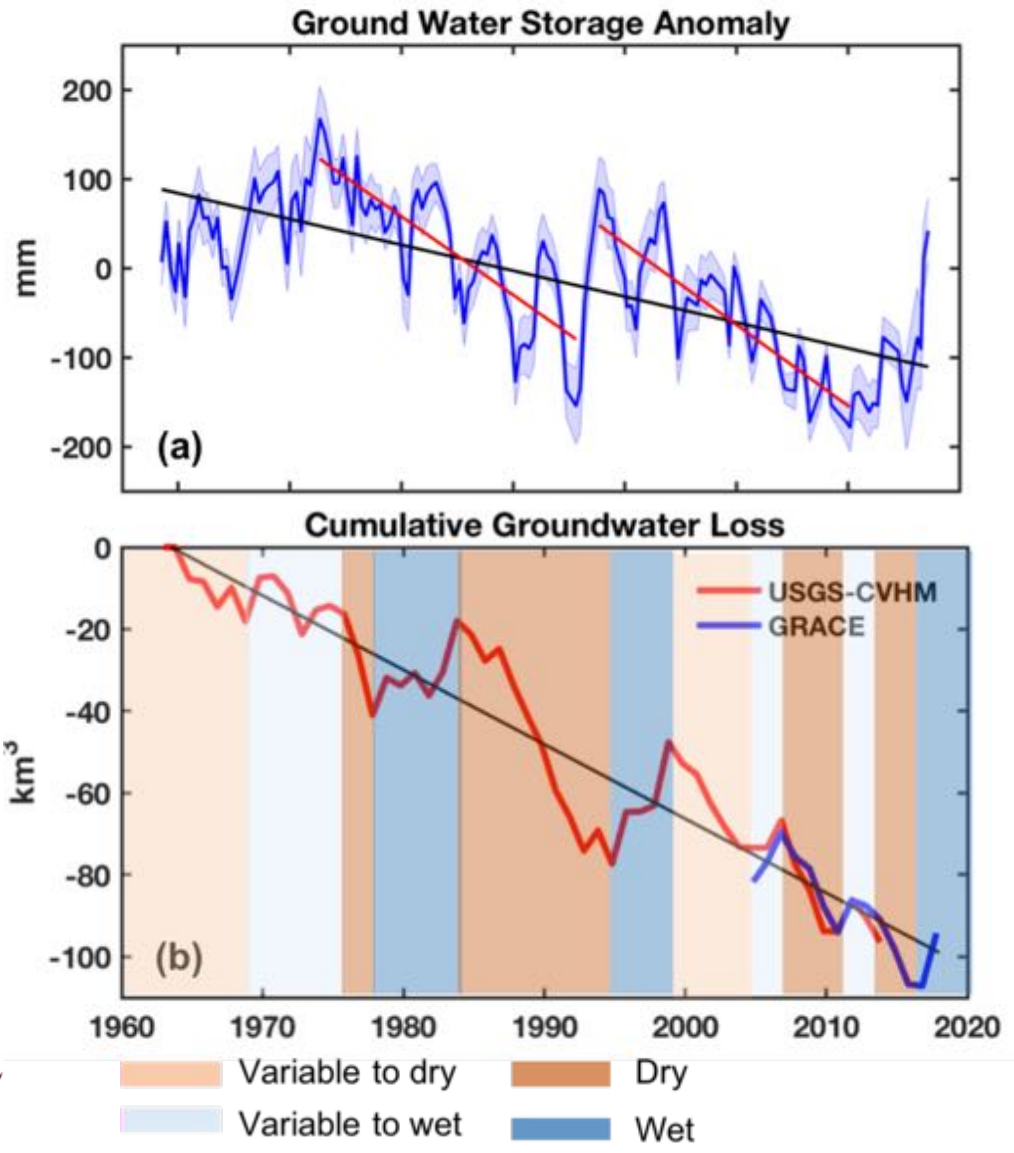 Ground Water Storage Anomaly
200
100
0
-100
-200
mm
(a)
Cumulative Groundwater Loss
0
-20
-40
-60
-80
-100
km³
USGS-CVHM
GRACE
(b)
1960 1970 1980 1990 2000 2010 2020
Variable to dry Dry
Variable to wet Wet